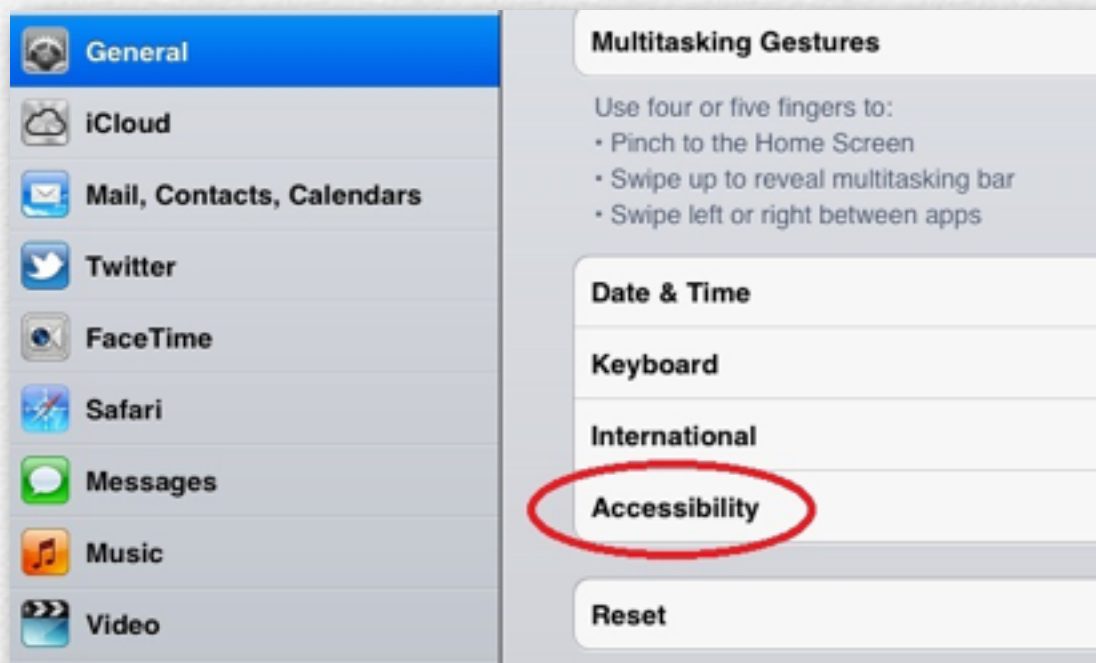 General
iCloud
Mail, Contacts, Calendars
Twitter
FaceTime
Safari
Messages
Music
Video
Multitasking Gestures
Use four or five fingers to:
• Pinch to the Home Screen
• Swipe up to reveal multitasking bar
• Swipe left or right between apps
Date & Time
Keyboard
International
Accessibility
Reset